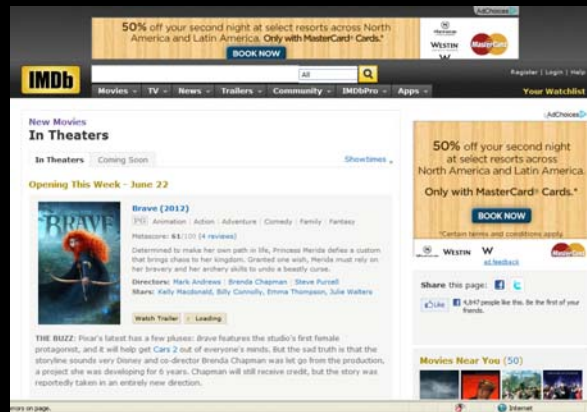 AdChoices
50% off your second night at select resorts across North
America and Latin America. Only with MasterCard® Cards.*
BOOK NOW
WESTIN
W
MasterCard
IMDb
All
Register | Login | Help
Movies TV News Trailers Community IMDbPro Apps
Your Watchlist
New Movies
In Theaters
In Theaters Coming Soon
Showtimes
Opening This Week - June 22
BRAVE
Brave (2012)
PG Animation | Action | Adventure | Comedy | Family | Fantasy
Metascore: 61/100 (4 reviews)
Determined to make her own path in life, Princess Merida defies a custom
that brings chaos to her kingdom. Granted one wish, Merida must rely on
her bravery and her archery skills to undo a beastly curse.
Directors: Mark Andrews | Brenda Chapman | Steve Purcell
Stars: Kelly Macdonald, Billy Connolly, Emma Thompson, Julie Walters
Watch Trailer Loading
THE BUZZ: Pixar's latest has a few pluses: Brave features the studio's first female
protagonist, and it will help get Cars 2 out of everyone's minds. But the sad truth is that the
storyline sounds very Disney and co-director Brenda Chapman was let go from the production,
a project she was developing for 6 years. Chapman will still receive credit, but the story was
reportedly taken in an entirely new direction.
AdChoices
50% off your second night
at select resorts across
North America and Latin America.
Only with MasterCard® Cards.*
BOOK NOW
*Certain terms and conditions apply.
WESTIN W MasterCard
ad feedback
Share this page:
Like 4,847 people like this. Be the first of your
friends.
Movies Near You (50)
errors on page.
Internet